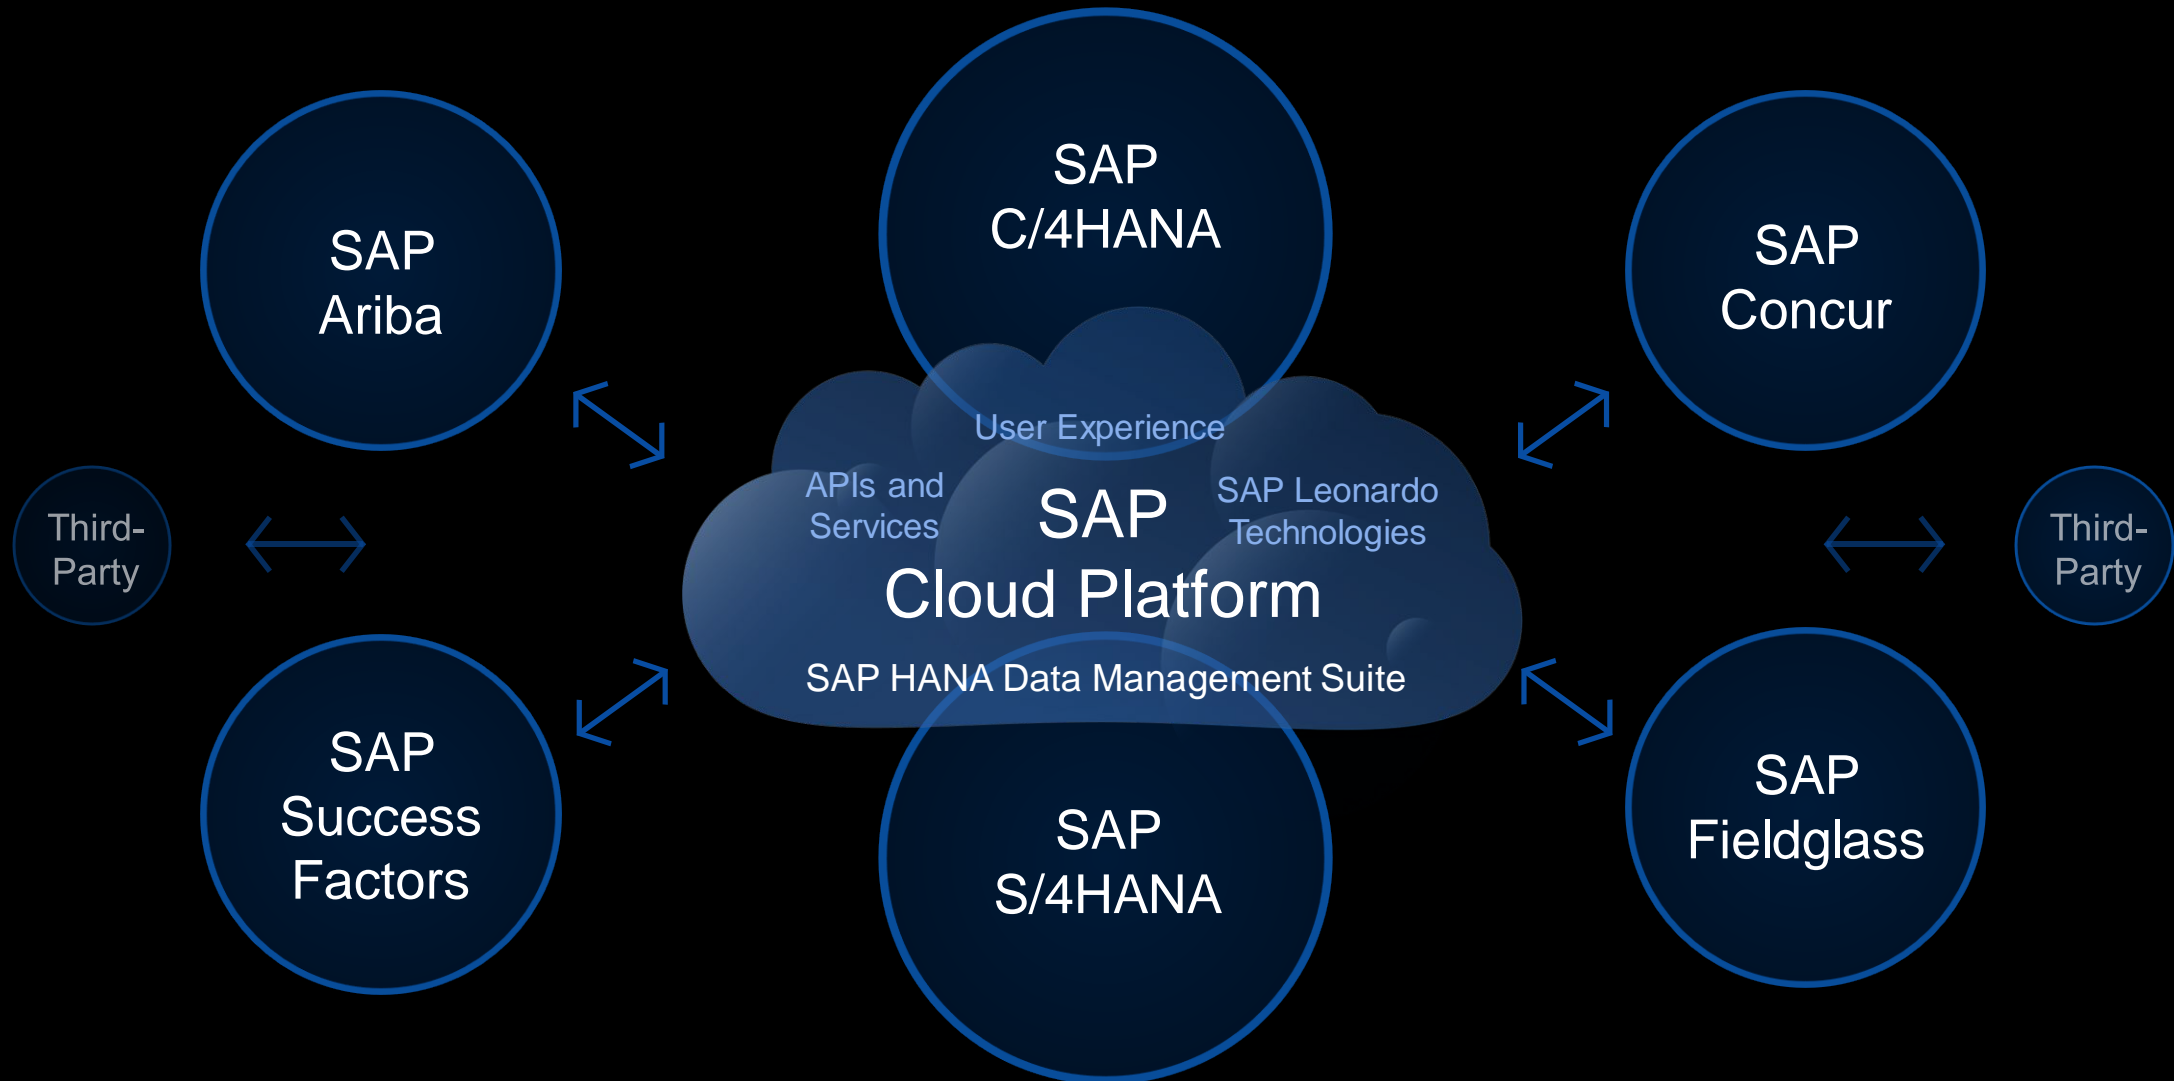 SAP
C/4HANA
SAP
Ariba
SAP
Concur
User Experience
APIs and
Services
SAP Leonardo
Technologies
SAP
Cloud Platform
SAP HANA Data Management Suite
Third-
Party
Third-
Party
SAP
Success
Factors
SAP
S/4HANA
SAP
Fieldglass